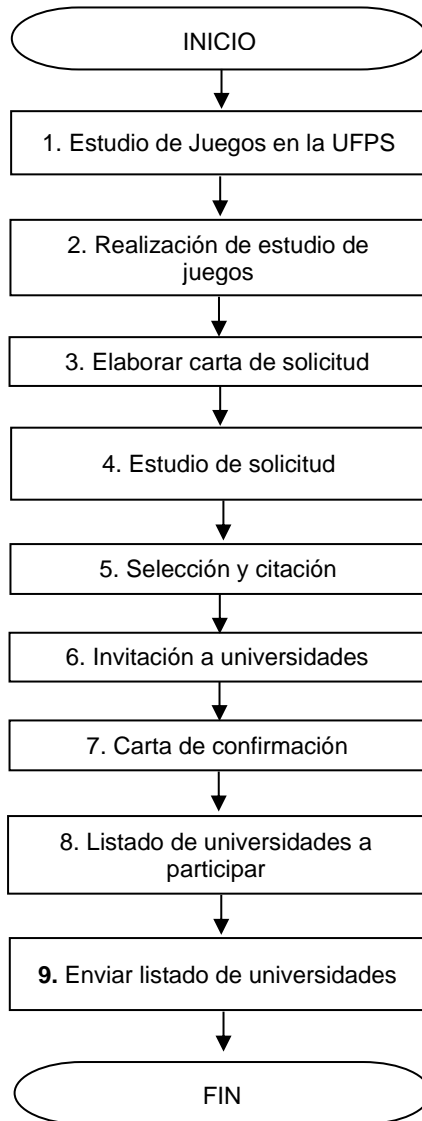 INICIO
1. Estudio de Juegos en la UFPS
2. Realización de estudio de
juegos
3. Elaborar carta de solicitud
4. Estudio de solicitud
5. Selección y citación
6. Invitación a universidades
7. Carta de confirmación
8. Listado de universidades a
participar
9. Enviar listado de universidades
FIN